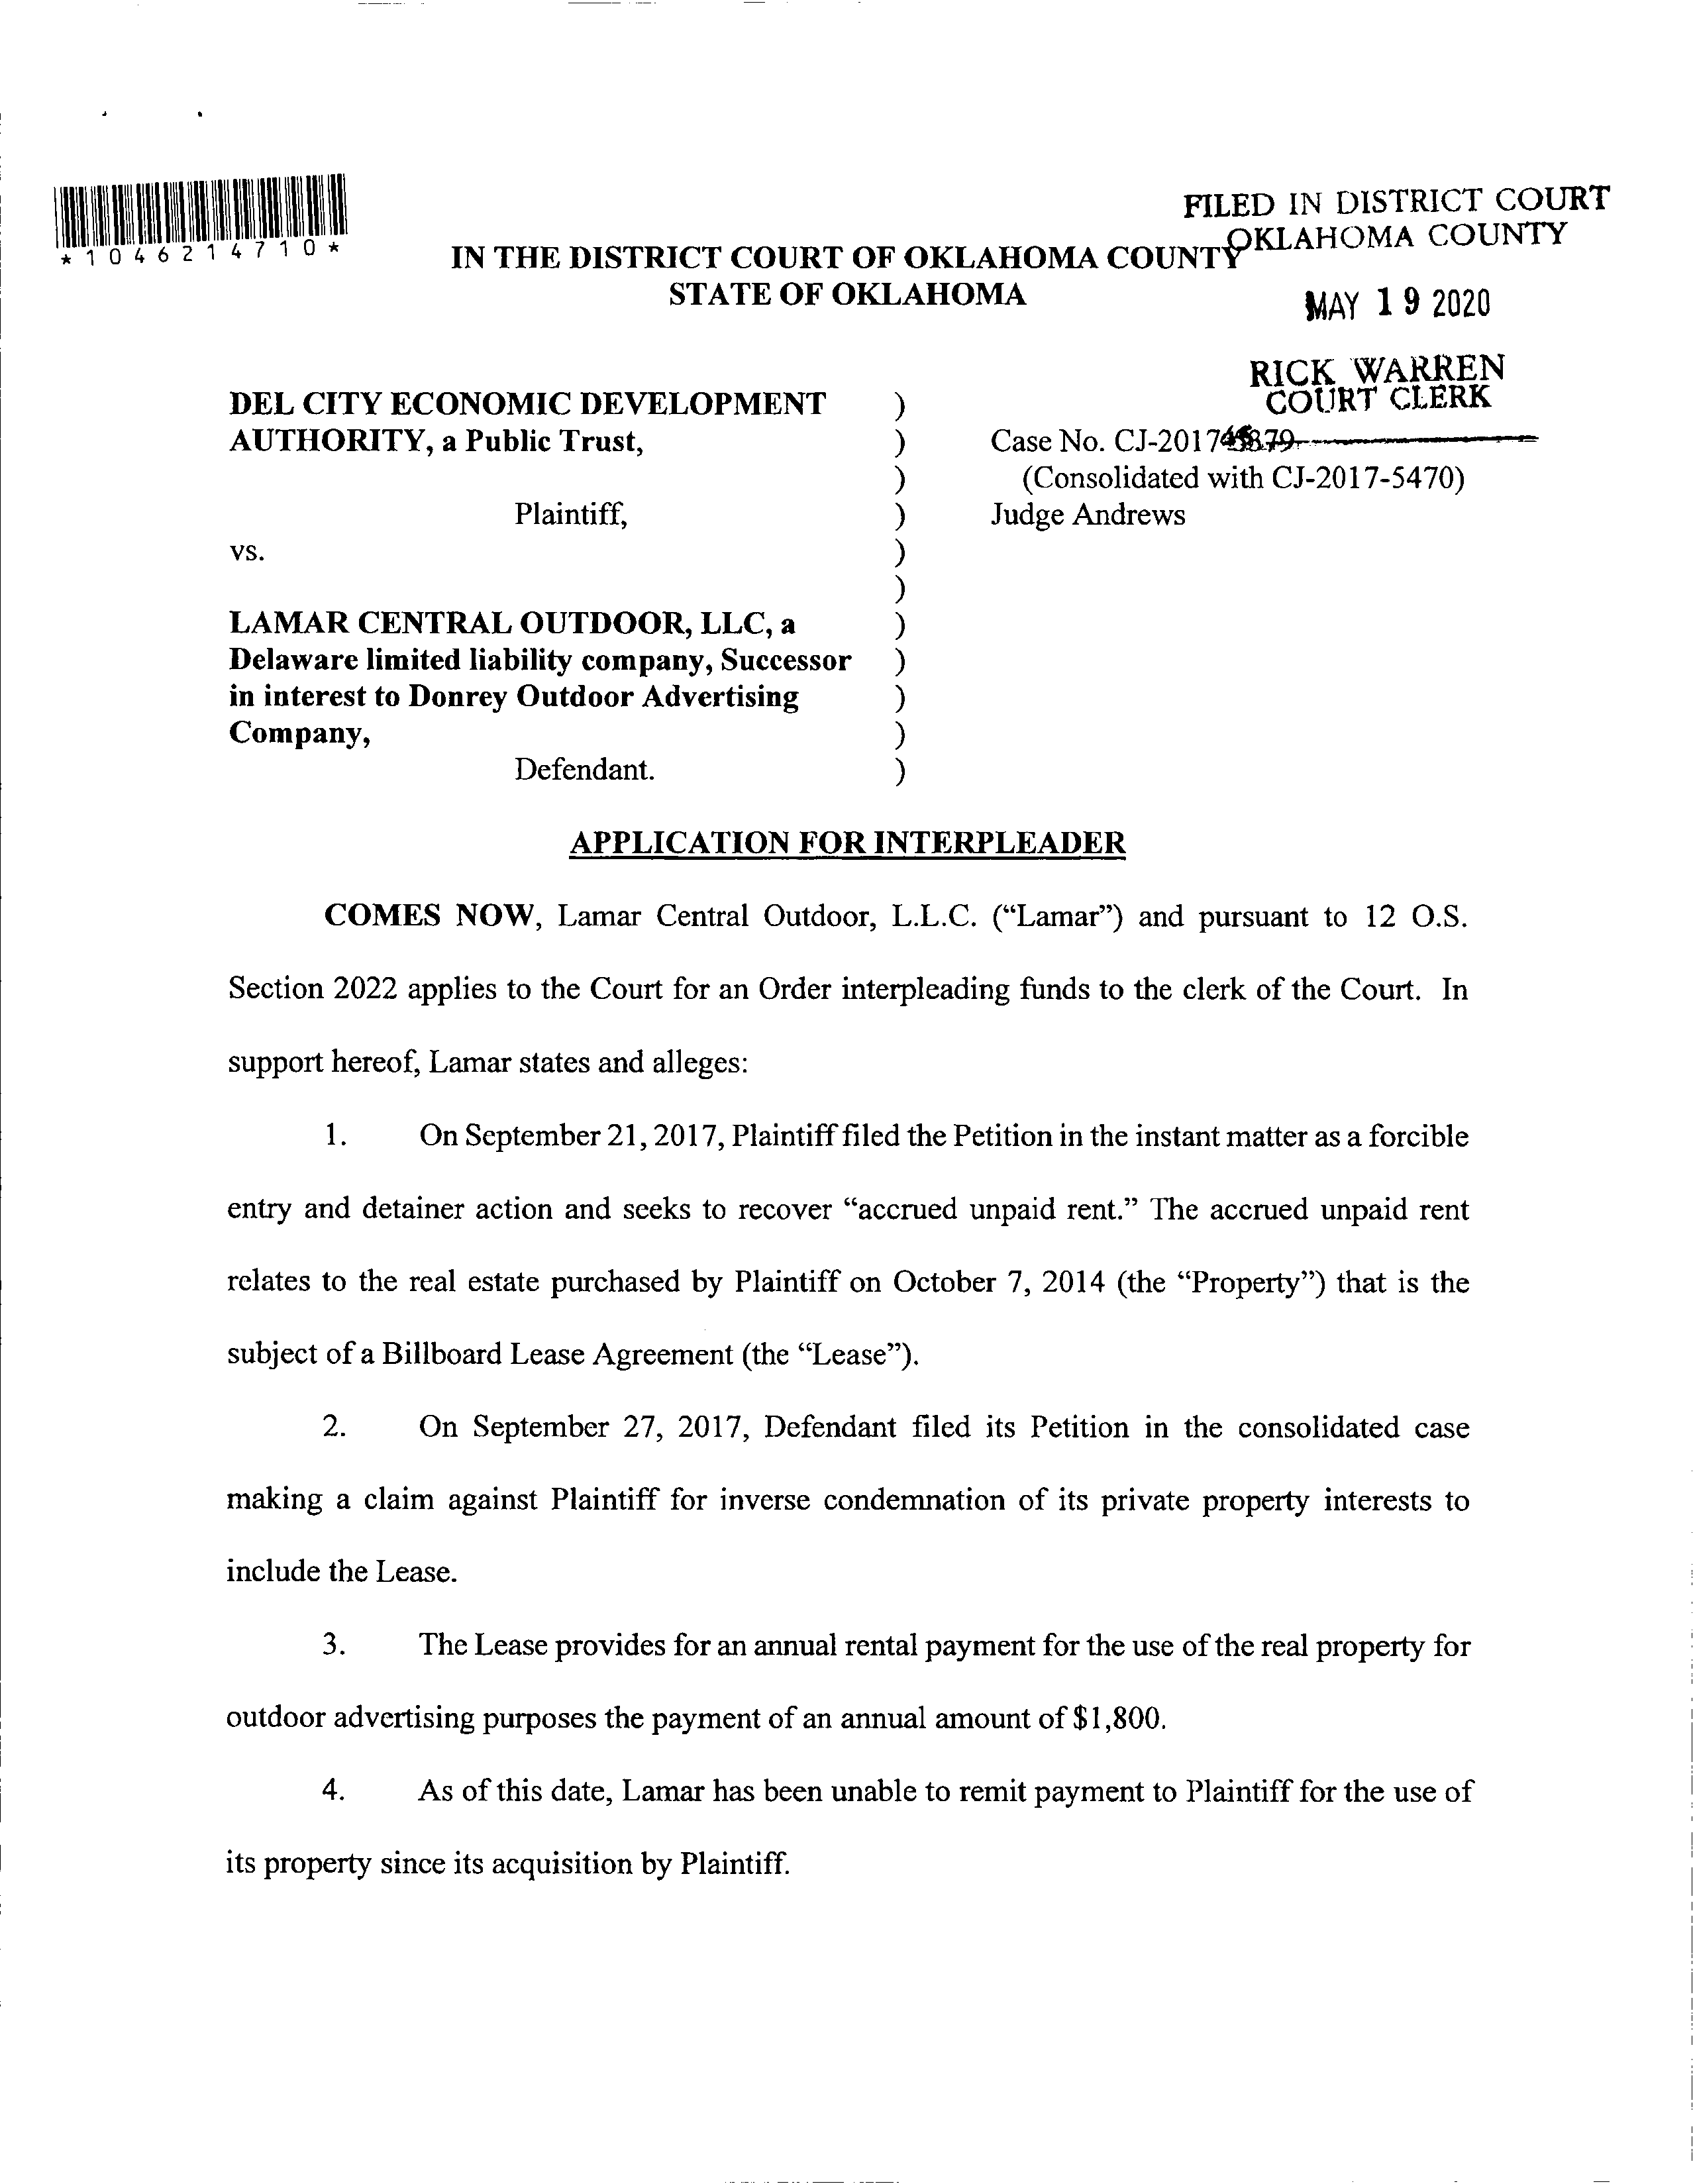 *1046214710*
FILED IN DISTRICT COURT
OKLAHOMA COUNTY
IN THE DISTRICT COURT OF OKLAHOMA COUNTY
STATE OF OKLAHOMA
MAY 19 2020
RICK WARREN
COURT CLERK
DEL CITY ECONOMIC DEVELOPMENT )
AUTHORITY, a Public Trust, ) Case No. CJ-2017
) (Consolidated with CJ-2017-5470)
Plaintiff, ) Judge Andrews
vs. )
)
LAMAR CENTRAL OUTDOOR, LLC, a )
Delaware limited liability company, Successor )
in interest to Donrey Outdoor Advertising )
Company, )
Defendant. )
APPLICATION FOR INTERPLEADER
COMES NOW, Lamar Central Outdoor, L.L.C. (“Lamar”) and pursuant to 12 O.S.
Section 2022 applies to the Court for an Order interpleading funds to the clerk of the Court. In
support hereof, Lamar states and alleges:
1. On September 21, 2017, Plaintiff filed the Petition in the instant matter as a forcible
entry and detainer action and seeks to recover “accrued unpaid rent.” The accrued unpaid rent
relates to the real estate purchased by Plaintiff on October 7, 2014 (the “Property”) that is the
subject of a Billboard Lease Agreement (the “Lease”).
2. On September 27, 2017, Defendant filed its Petition in the consolidated case
making a claim against Plaintiff for inverse condemnation of its private property interests to
include the Lease.
3. The Lease provides for an annual rental payment for the use of the real property for
outdoor advertising purposes the payment of an annual amount of $1,800.
4. As of this date, Lamar has been unable to remit payment to Plaintiff for the use of
its property since its acquisition by Plaintiff.